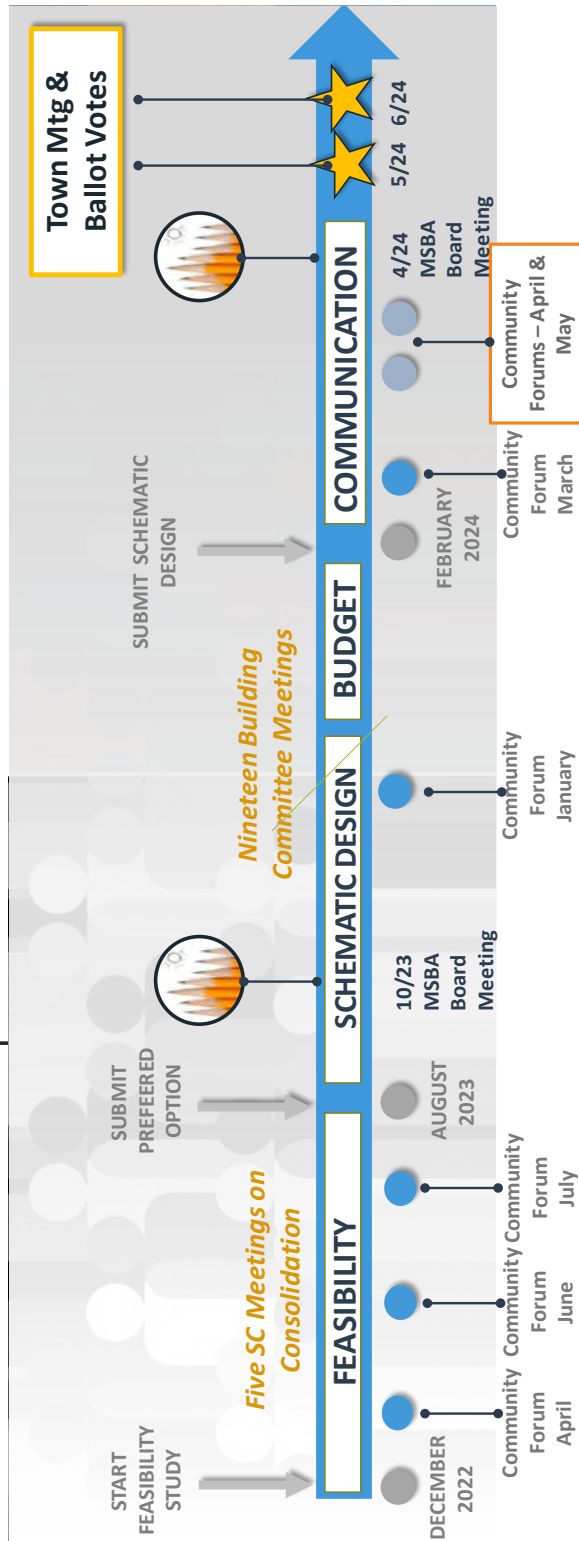 Town Mtg &
Ballot Votes
START
FEASIBILITY
STUDY
SUBMIT
PREFEERED
OPTION
SUBMIT SCHEMATIC
DESIGN
Five SC Meetings on
Consolidation
Nineteen Building
Committee Meetings
FEASIBILITY
SCHEMATIC DESIGN
BUDGET
COMMUNICATION
5/24
6/24
DECEMBER
2022
AUGUST
2023
10/23
MSBA
Board
Meeting
FEBRUARY
2024
4/24
MSBA
Board
Meeting
Community
Forum
April
Community
Forum
June
Community
Forum
July
Community
Forum
January
Community
Forum
March
Community
Forums – April &
May